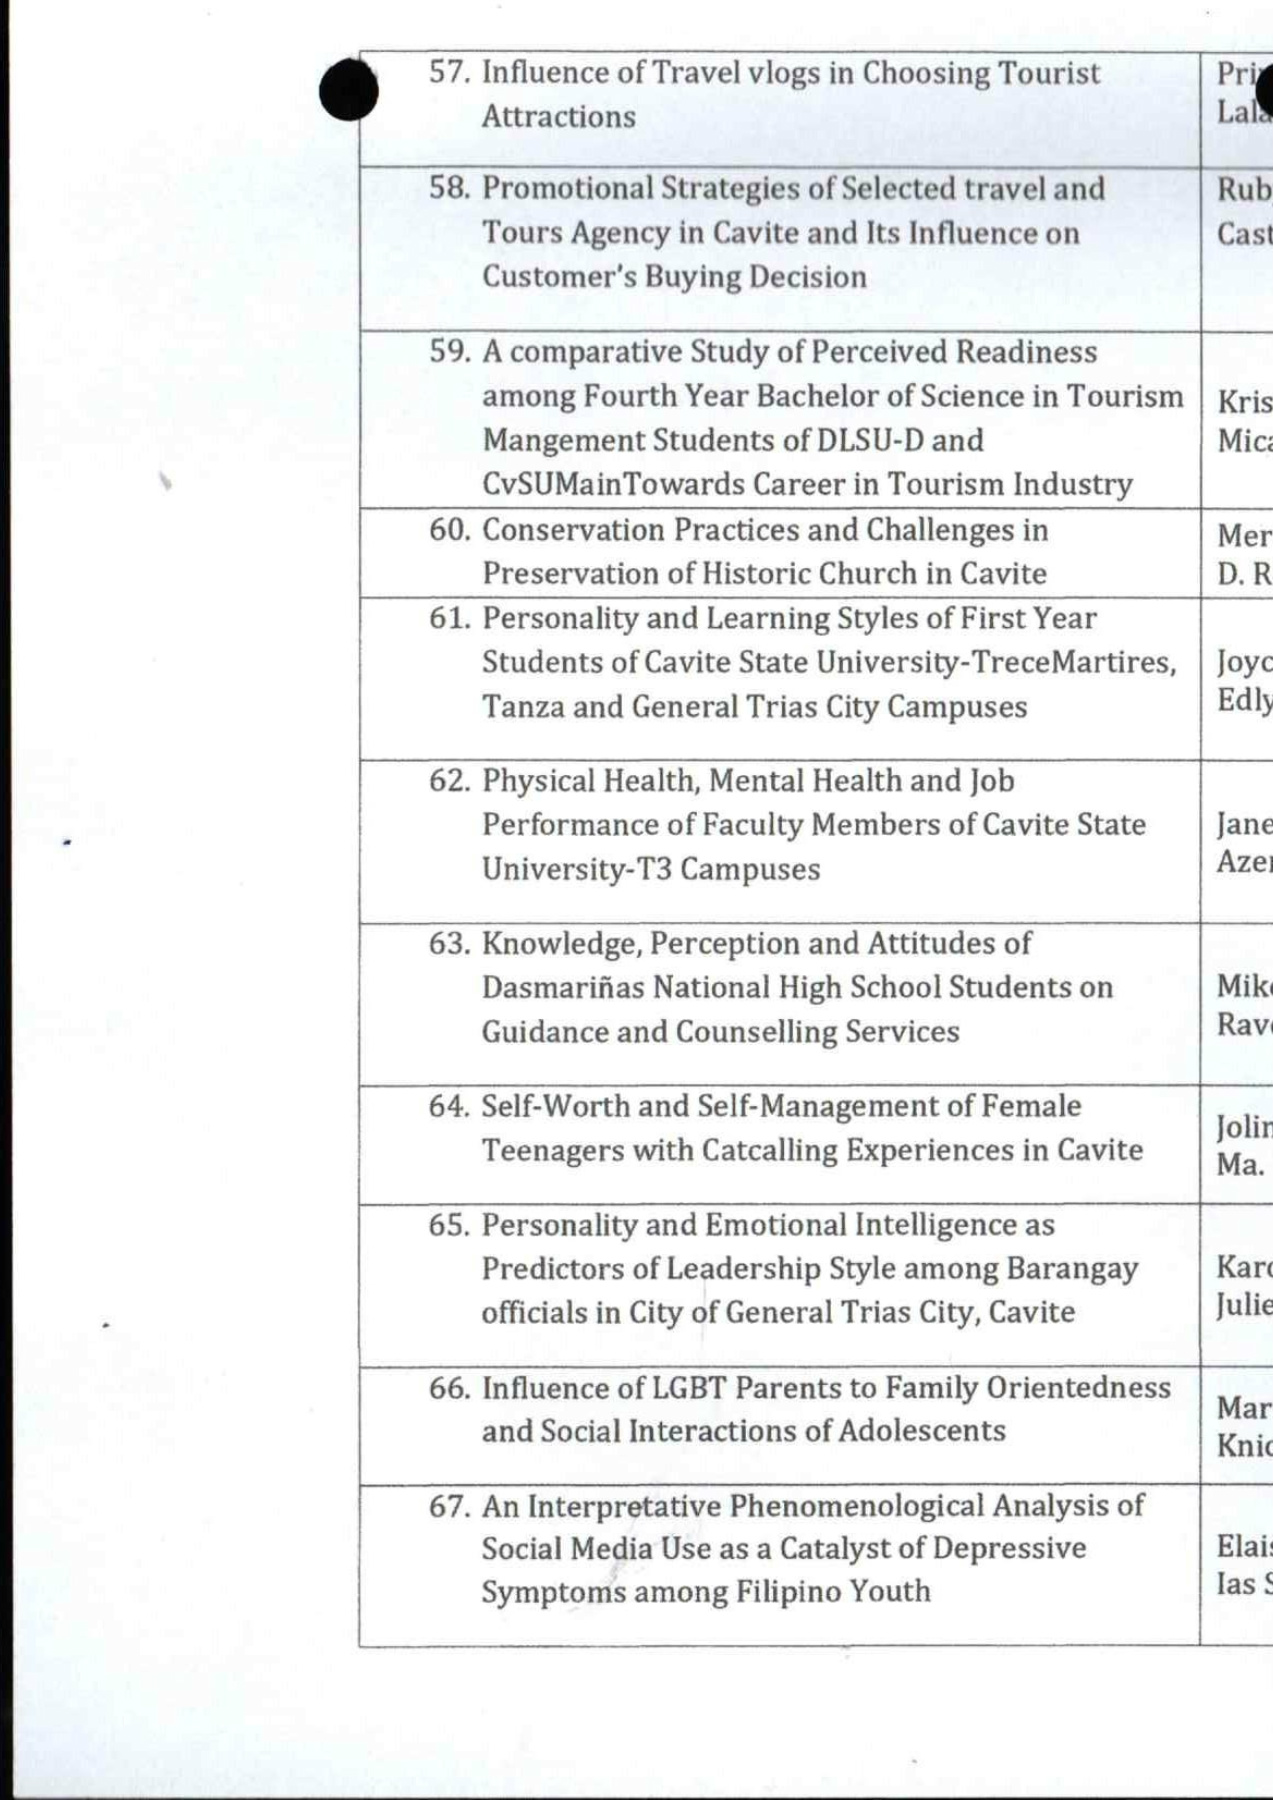 57. Influence of Travel vlogs in Choosing Tourist
Attractions
58. Promotional Strategies of Selected travel and
Tours Agency in Cavite and Its Influence on
Customer's Buying Decision
Rub
Cast
59. A comparative Study of Perceived Readiness
among Fourth Year Bachelor of Science in Tourism
Mangement Students of DLSU-D and
CvSUMainTowards Career in Tourism Industry
Kris
60. Conservation Practices and Challenges in
Preservation of Historic Church in Cavite
Mer
D. R
61. Personality and Learning Styles of First Year
Students of Cavite State University-TreceMartires,
Tanza and General Trias City Campuses
Joyc
Edly
62. Physical Health, Mental Health and Job
Performance of Faculty Members of Cavite State
University-T3 Campuses
Jane
63. Knowledge, Perception and Attitudes of
Dasmariñas National High School Students on
Guidance and Counselling Services
64. Self-Worth and Self-Management of Female
Teenagers with Catcalling Experiences in Cavite
Ma.
65. Personality and Emotional Intelligence as
Predictors of Leadership Style among Barangay
officials in City of General Trias City, Cavite
Julie
66. Influence of LGBT Parents to Family Orientedness
and Social Interactions of Adolescents
Mar
67. An Interpretative Phenomenological Analysis of
Social Media Use as a Catalyst of Depressive
Symptoms among Filipino Youth
Ias S